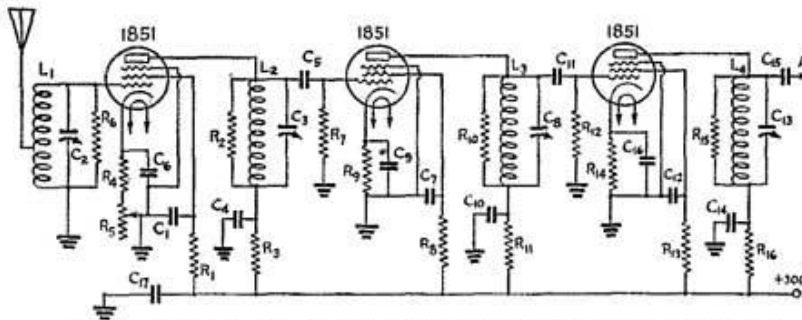 1851
1851
1851
L1
L2
C5
L3
C11
L4
C15
A
R6
C2
R2
C3
R7
R10
C8
R12
R15
C13
R4
C6
R9
C9
C7
R14
C16
C12
R5
C1
C4
R3
C10
R11
C14
R16
R1
R8
R13
C17
+300